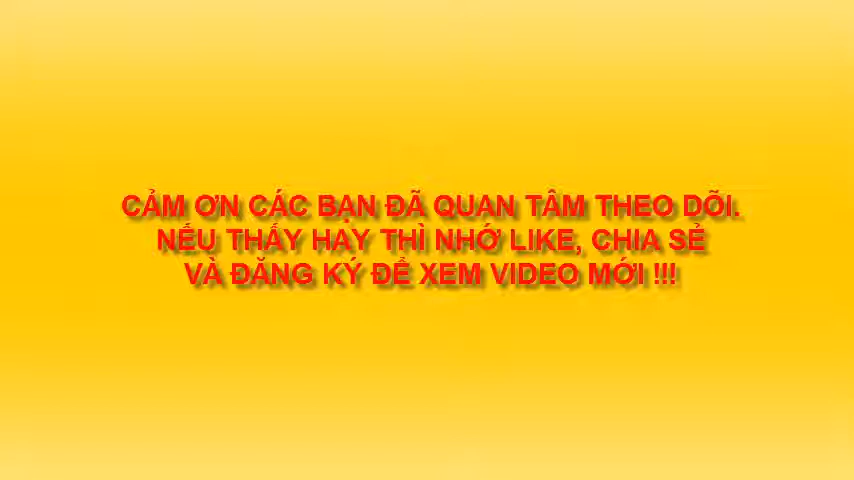 CẢM ƠN CÁC BẠN ĐÃ QUAN TÂM THEO DÕI.
NẾU THẤY HAY THÌ NHỚ LIKE, CHIA SẺ
VÀ ĐĂNG KÝ ĐỂ XEM VIDEO MỚI !!!